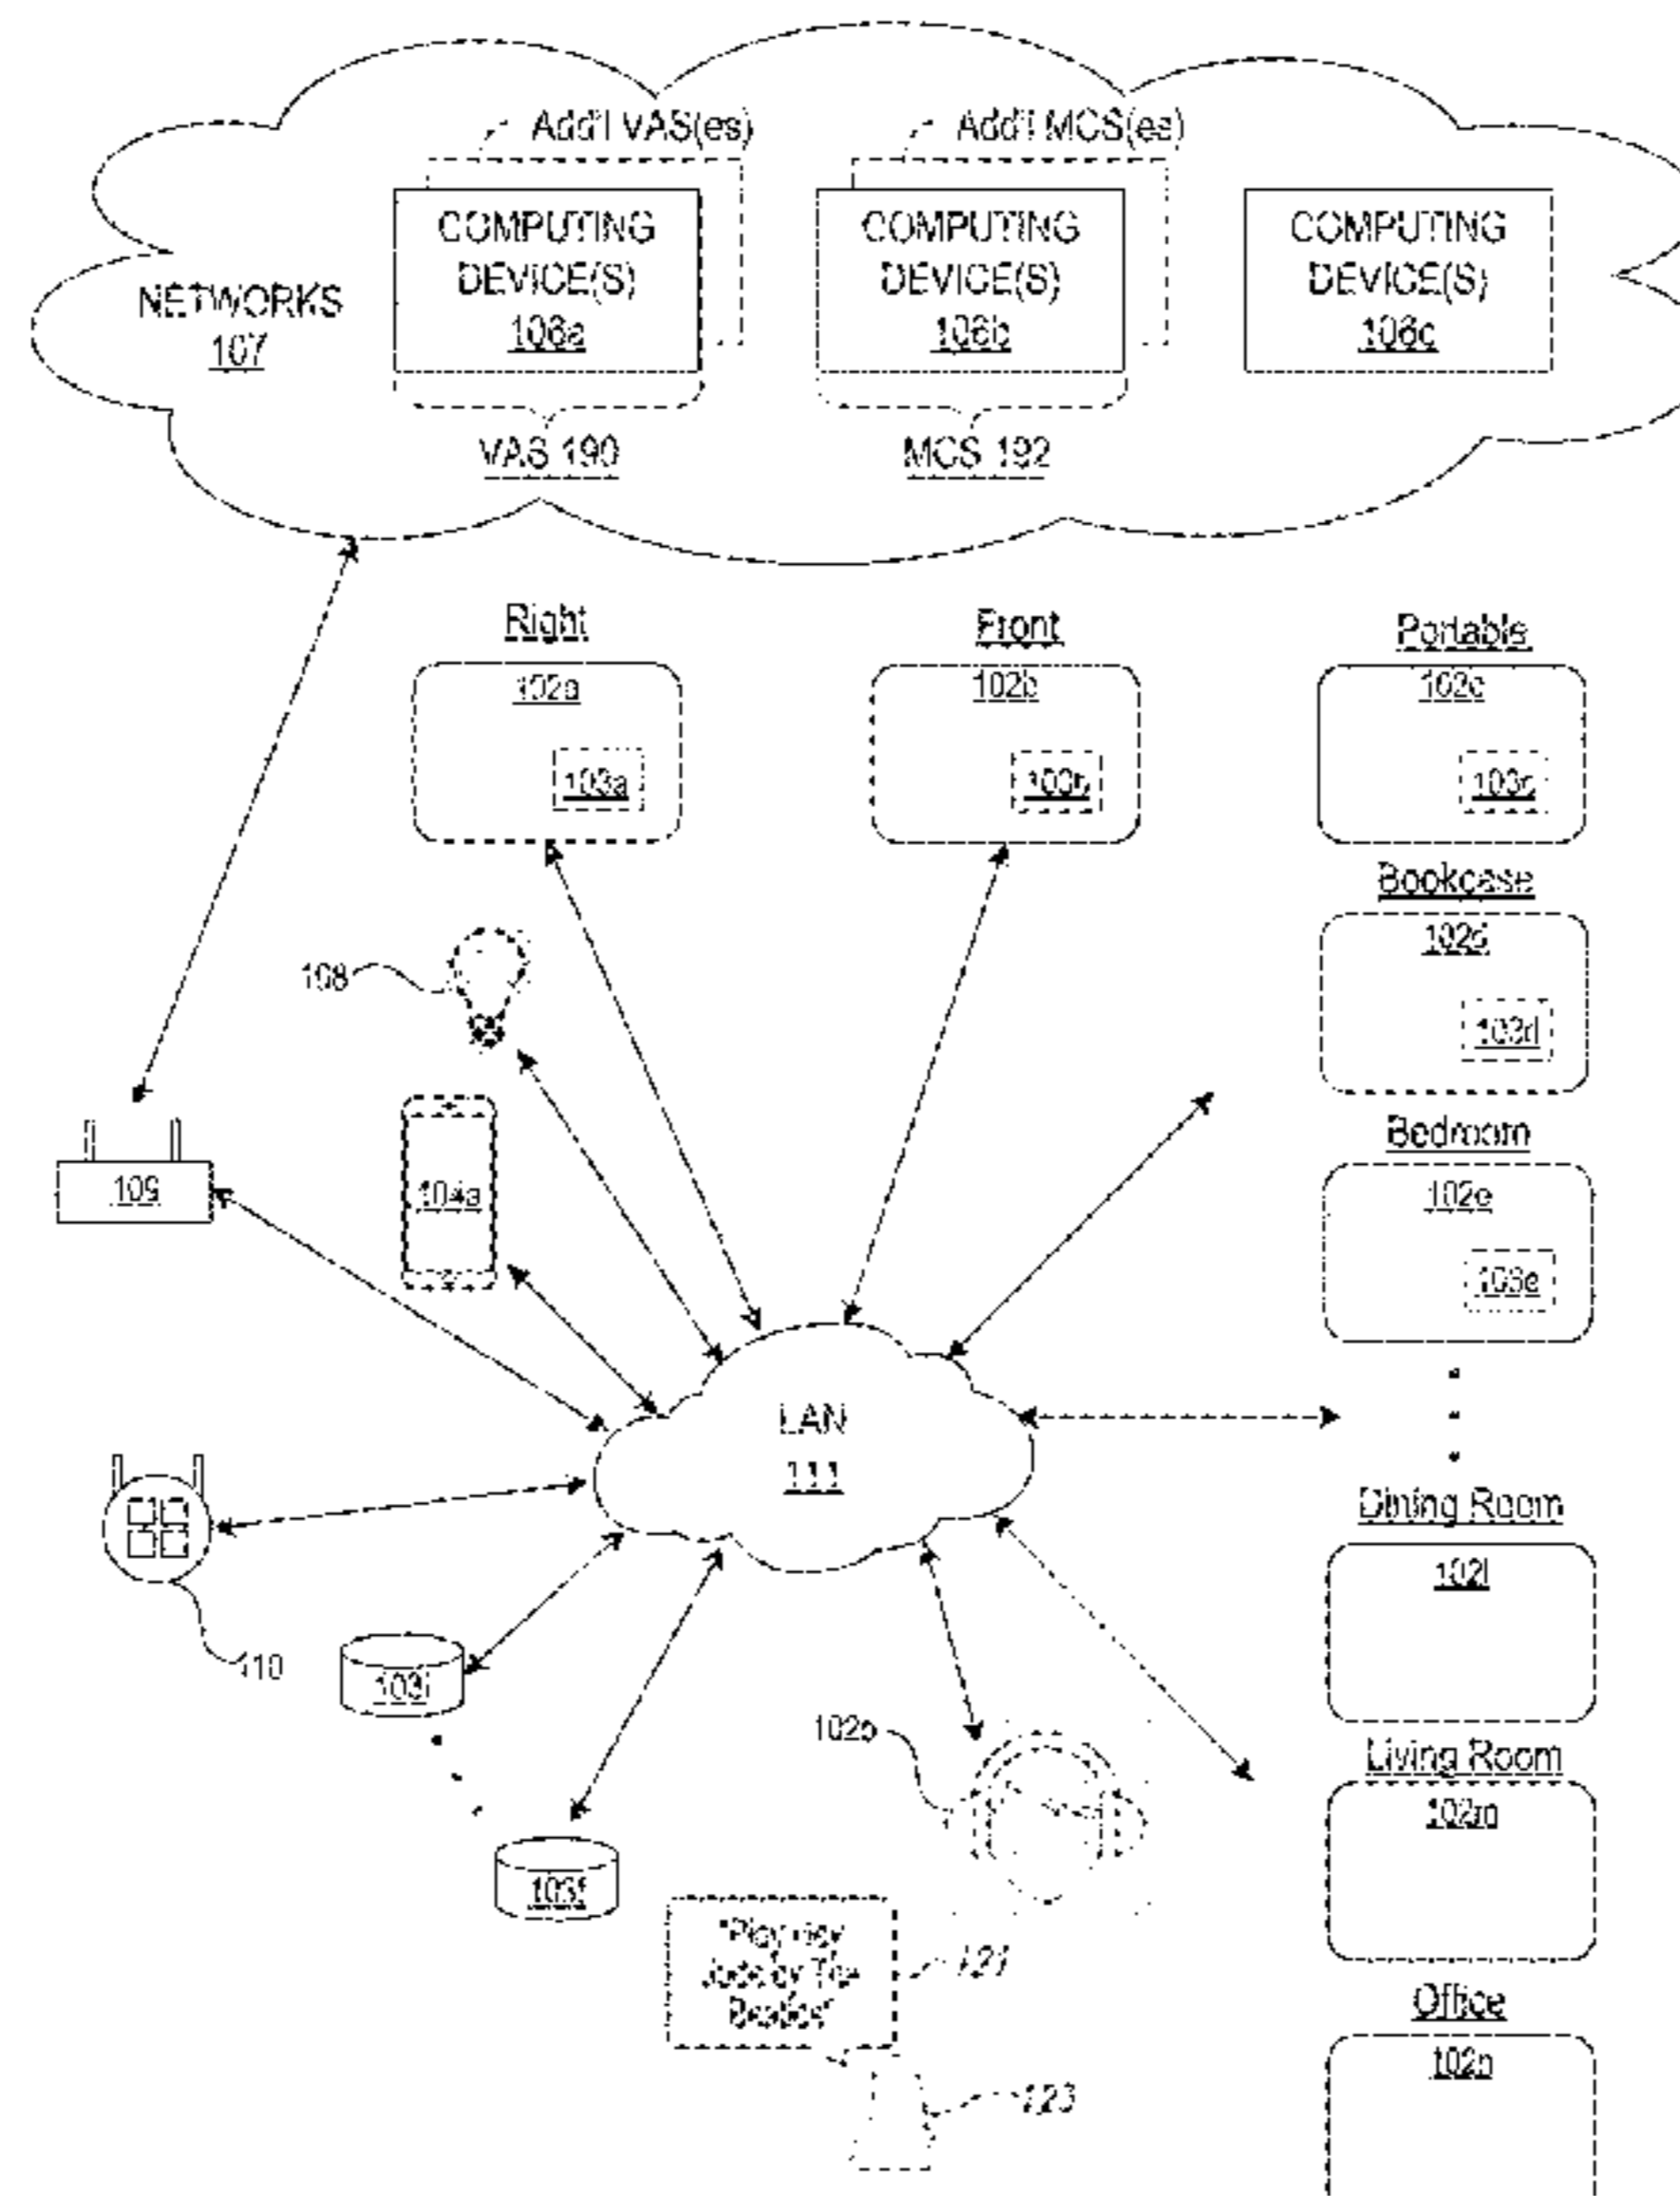 Add'l VAS(es)
Add'l MCS(es)
COMPUTING
DEVICE(S)
106a
COMPUTING
DEVICE(S)
106b
COMPUTING
DEVICE(S)
106c
NETWORKS
107
VAS 190
MCS 192
Right
102a
103a
Front
102b
103b
Portable
102c
103c
Bookcase
102d
103d
Bedroom
102e
103e
108
104a
109
LAN
111
110
103i
103f
102o
Dining Room
102l
Living Room
102m
Office
102n
"Play Hey
Jude by The
Beatles"
121
123